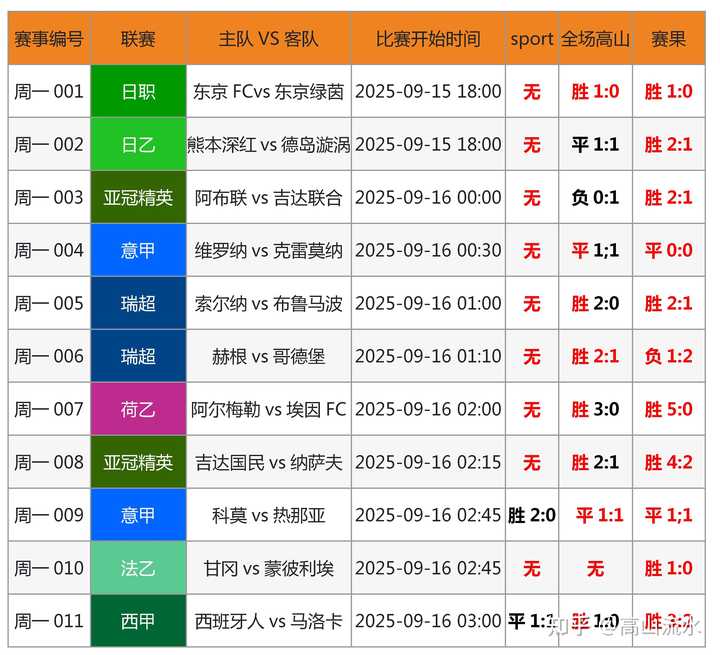 赛事编号 联赛 主队 VS 客队 比赛开始时间 sport 全场高山 赛果
周一 001 日职 东京 FCvs 东京绿茵 2025-09-15 18:00 无 胜 1:0 胜 1:0
周一 002 日乙 熊本深红 vs 德岛漩涡 2025-09-15 18:00 无 平 1:1 胜 2:1
周一 003 亚冠精英 阿布联 vs 吉达联合 2025-09-16 00:00 无 负 0:1 胜 2:1
周一 004 意甲 维罗纳 vs 克雷莫纳 2025-09-16 00:30 无 平 1;1 平 0:0
周一 005 瑞超 索尔纳 vs 布鲁马波 2025-09-16 01:00 无 胜 2:0 胜 2:1
周一 006 瑞超 赫根 vs 哥德堡 2025-09-16 01:10 无 胜 2:1 负 1:2
周一 007 荷乙 阿尔梅勒 vs 埃因 FC 2025-09-16 02:00 无 胜 3:0 胜 5:0
周一 008 亚冠精英 吉达国民 vs 纳萨夫 2025-09-16 02:15 无 胜 2:1 胜 4:2
周一 009 意甲 科莫 vs 热那亚 2025-09-16 02:45 胜 2:0 平 1:1 平 1;1
周一 010 法乙 甘冈 vs 蒙彼利埃 2025-09-16 02:45 无 无 胜 1:0
周一 011 西甲 西班牙人 vs 马洛卡 2025-09-16 03:00 平 1:1 胜 1:0 胜 3:2
知乎 @高山流水